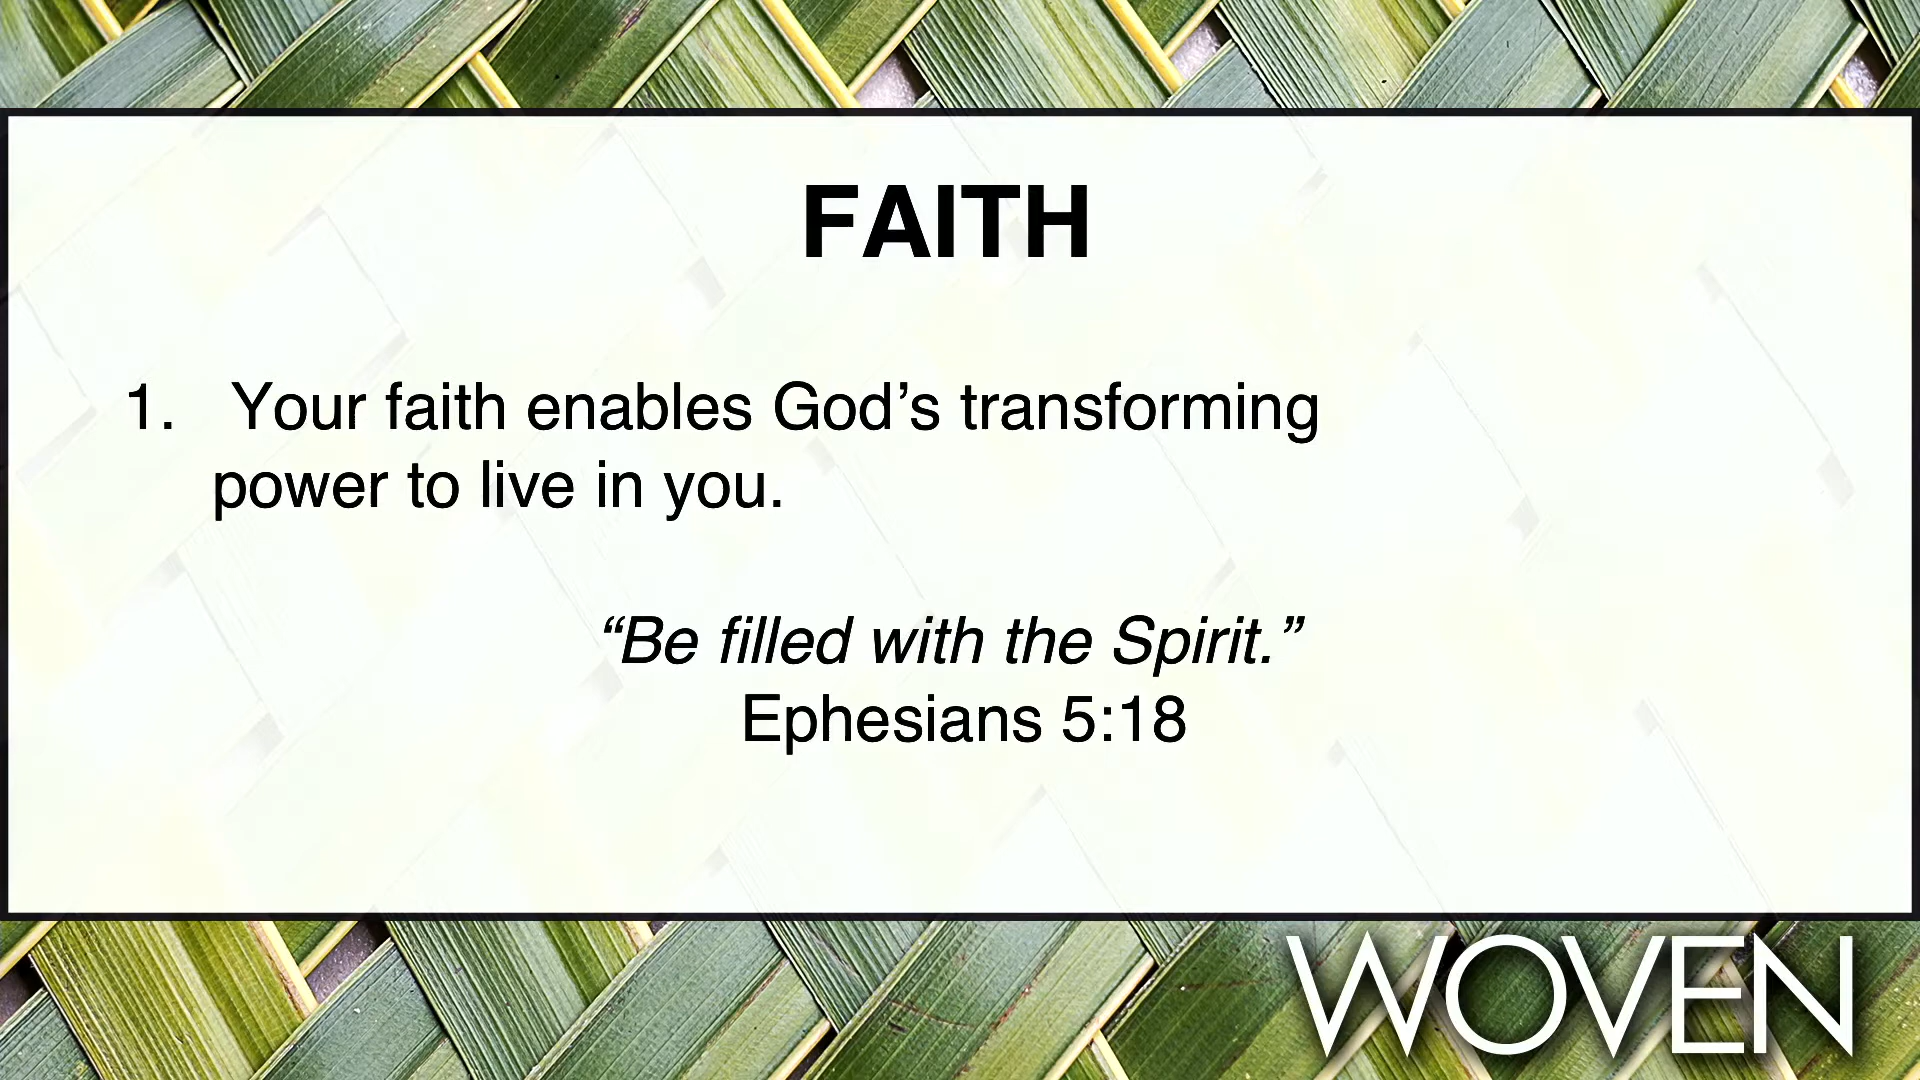 FAITH
1. Your faith enables God’s transforming
power to live in you.
“Be filled with the Spirit.”
Ephesians 5:18
WOVEN